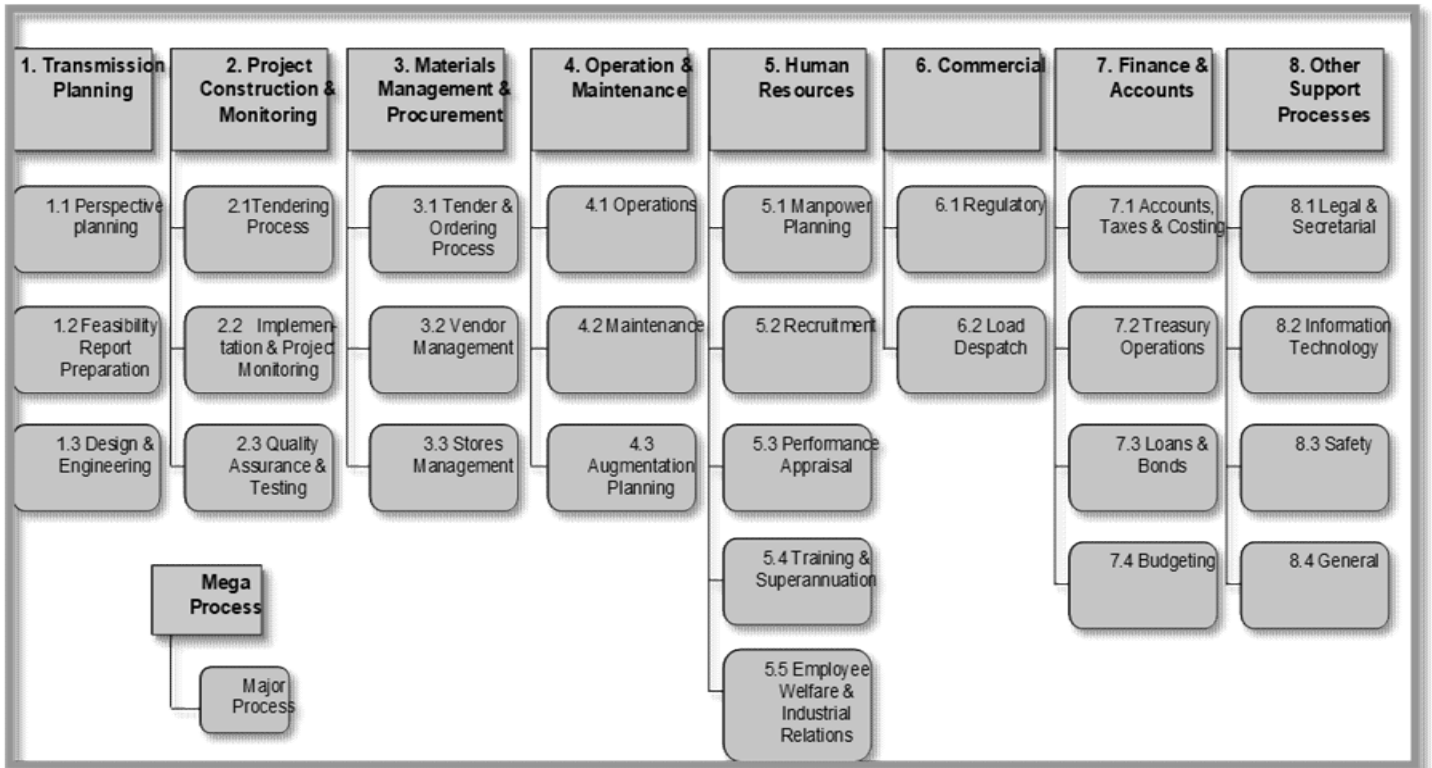 1. Transmission
Planning
2. Project
Construction &
Monitoring
3. Materials
Management &
Procurement
4. Operation &
Maintenance
5. Human
Resources
6. Commercial
7. Finance &
Accounts
8. Other
Support
Processes
1.1 Perspective
planning
2.1Tendering
Process
3.1 Tender &
Ordering
Process
4.1 Operations
5.1 Manpower
Planning
6.1 Regulatory
7.1 Accounts,
Taxes & Costing
8.1 Legal &
Secretarial
1.2 Feasibility
Report
Preparation
2.2 Implemen-
tation & Project
Monitoring
3.2 Vendor
Management
4.2 Maintenance
5.2 Recruitment
6.2 Load
Despatch
7.2 Treasury
Operations
8.2 Information
Technology
1.3 Design &
Engineering
2.3 Quality
Assurance &
Testing
3.3 Stores
Management
4.3
Augmentation
Planning
5.3 Performance
Appraisal
7.3 Loans &
Bonds
8.3 Safety
5.4 Training &
Superannuation
7.4 Budgeting
8.4 General
Mega
Process
Major
Process
5.5 Employee
Welfare &
Industrial
Relations